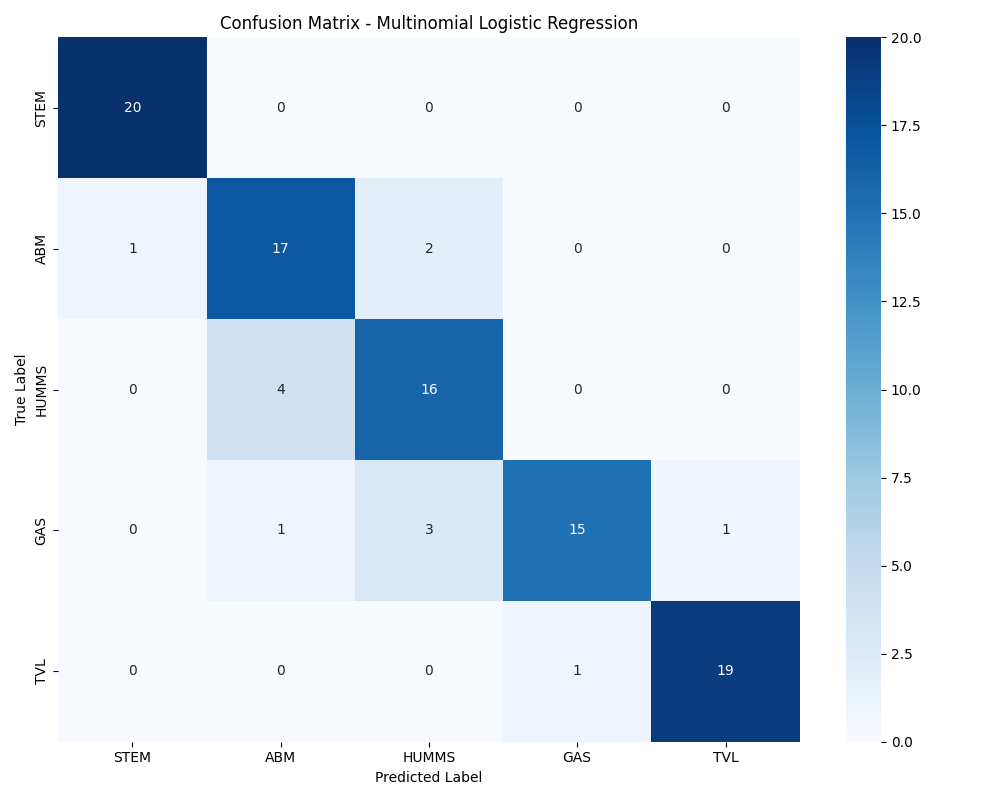 Confusion Matrix - Multinomial Logistic Regression
True Label
STEM
20 0 0 0 0
ABM
1 17 2 0 0
HUMMS
0 4 16 0 0
GAS
0 1 3 15 1
TVL
0 0 0 1 19
STEM ABM HUMMS GAS TVL
Predicted Label
20.0
17.5
15.0
12.5
10.0
7.5
5.0
2.5
0.0